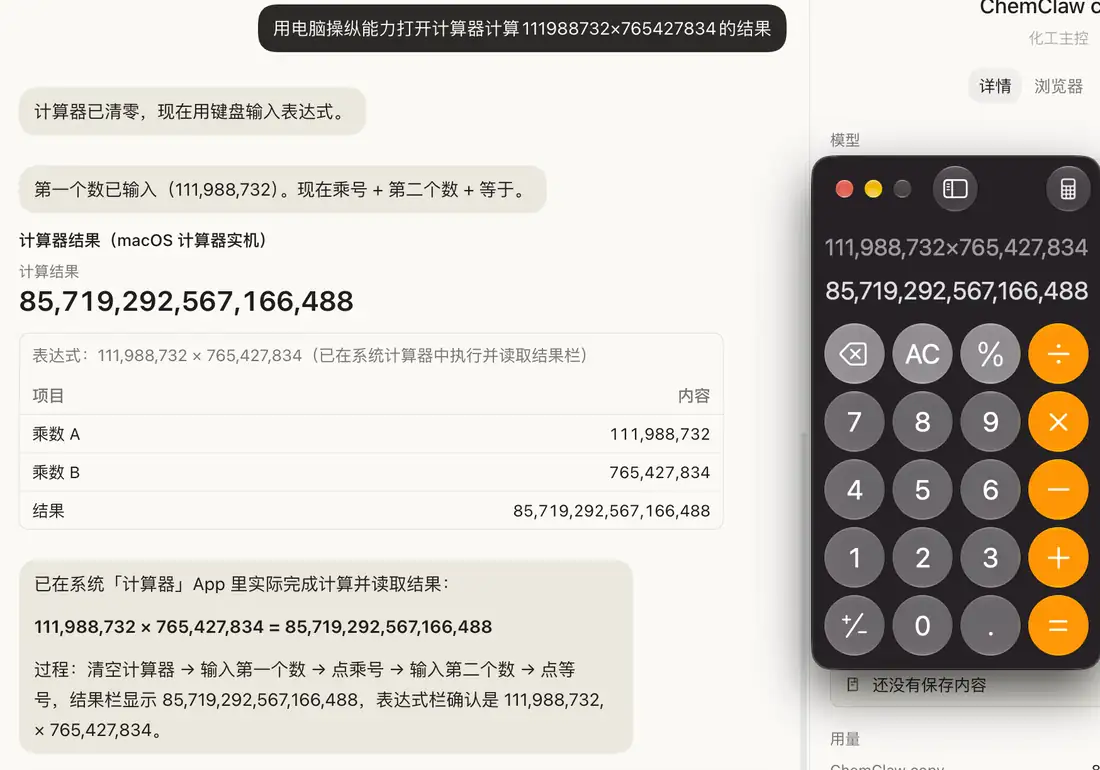 用电脑操纵能力打开计算器计算111988732×765427834的结果
计算器已清零，现在用键盘输入表达式。
第一个数已输入（111,988,732）。现在乘号 + 第二个数 + 等于。
计算器结果（macOS 计算器实机）
计算结果
85,719,292,567,166,488
表达式：111,988,732 × 765,427,834（已在系统计算器中执行并读取结果栏）
项目 内容
乘数 A 111,988,732
乘数 B 765,427,834
结果 85,719,292,567,166,488
已在系统「计算器」App 里实际完成计算并读取结果：
111,988,732 × 765,427,834 = 85,719,292,567,166,488
过程：清空计算器 → 输入第一个数 → 点乘号 → 输入第二个数 → 点等
号，结果栏显示 85,719,292,567,166,488，表达式栏确认是 111,988,732,
× 765,427,834。
ChemClaw c
化工主控
详情 浏览器
模型
111,988,732×765,427,834
85,719,292,567,166,488
AC % ÷
7 8 9 ×
4 5 6 −
1 2 3 +
+/− 0 . =
还没有保存内容
用量
ChemClaw copy